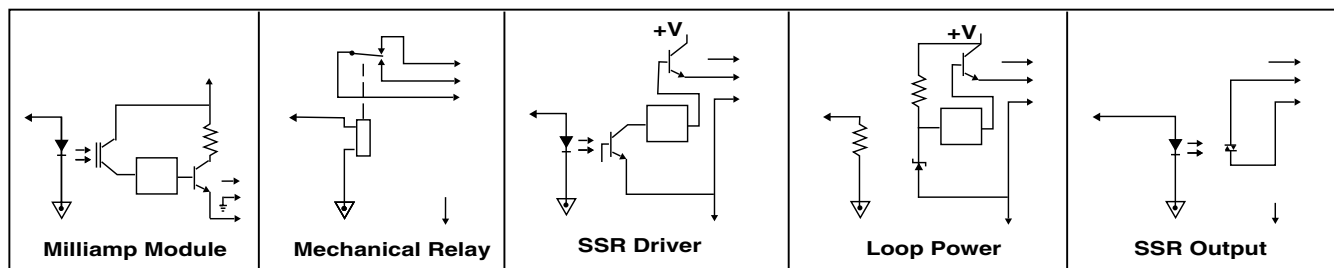 +V
+V
Milliamp Module
Mechanical Relay
SSR Driver
Loop Power
SSR Output